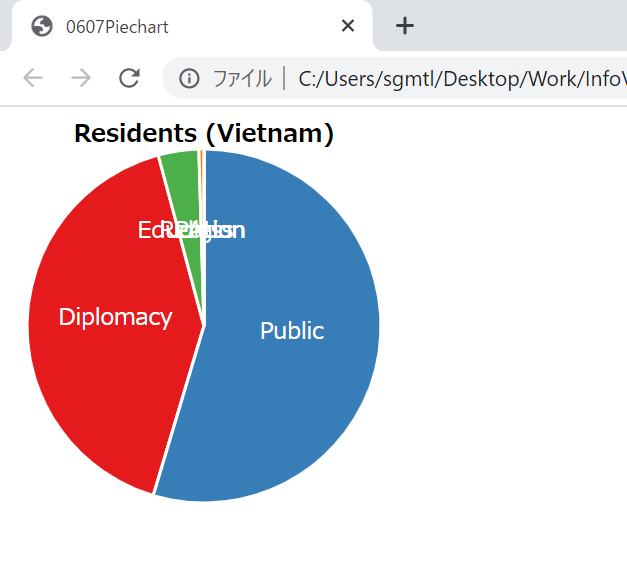 0607Piechart
ファイル C:/Users/sgmtl/Desktop/Work/InfoV
Residents (Vietnam)
Diplomacy
Public